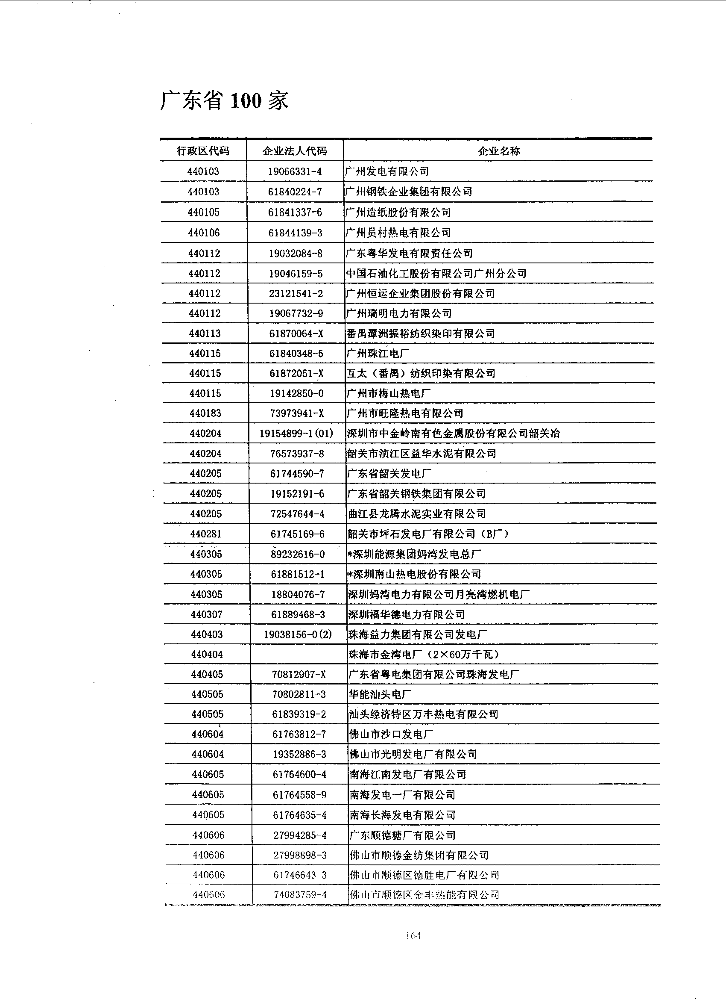 广东省 100 家
行政区代码 企业法人代码 企业名称
440103 19066331-4 广州发电有限公司
440103 61840224-7 广州钢铁企业集团有限公司
440105 61841337-6 广州造纸股份有限公司
440106 61844139-3 广州员村热电有限公司
440112 19032084-8 广东粤华发电有限责任公司
440112 19046159-5 中国石油化工股份有限公司广州分公司
440112 23121541-2 广州恒运企业集团股份有限公司
440112 19067732-9 广州瑞明电力有限公司
440113 61870064-X 番禺潭洲振裕纺织染印有限公司
440115 61840348-5 广州珠江电厂
440115 61872051-X 互太（番禺）纺织印染有限公司
440115 19142850-0 广州市梅山热电厂
440183 73973941-X 广州市旺隆热电有限公司
440204 19154899-1(01) 深圳市中金岭南有色金属股份有限公司韶关冶
440204 76573937-8 韶关市浈江区益华水泥有限公司
440205 61744590-7 广东省韶关发电厂
440205 19152191-6 广东省韶关钢铁集团有限公司
440205 72547644-4 曲江县龙腾水泥实业有限公司
440281 61745169-6 韶关市坪石发电厂有限公司（B厂）
440305 89232616-0 *深圳能源集团妈湾发电总厂
440305 61881512-1 *深圳南山热电股份有限公司
440305 18804076-7 深圳妈湾电力有限公司月亮湾燃机电厂
440307 61889468-3 深圳福华德电力有限公司
440403 19038156-0(2) 珠海益力集团有限公司发电厂
440404 珠海市金湾电厂（2×60万千瓦）
440405 70812907-X 广东省粤电集团有限公司珠海发电厂
440505 70802811-3 华能汕头电厂
440505 61839319-2 汕头经济特区万丰热电有限公司
440604 61763812-7 佛山市沙口发电厂
440604 19352886-3 佛山市光明发电厂有限公司
440605 61764600-4 南海江南发电厂有限公司
440605 61764558-9 南海发电一厂有限公司
440605 61764635-4 南海长海发电有限公司
440606 27994285-4 广东顺德糖厂有限公司
440606 27998898-3 佛山市顺德金纺集团有限公司
440606 61746643-3 佛山市顺德区德胜电厂有限公司
440606 74083759-4 佛山市顺德区金丰热能有限公司
164